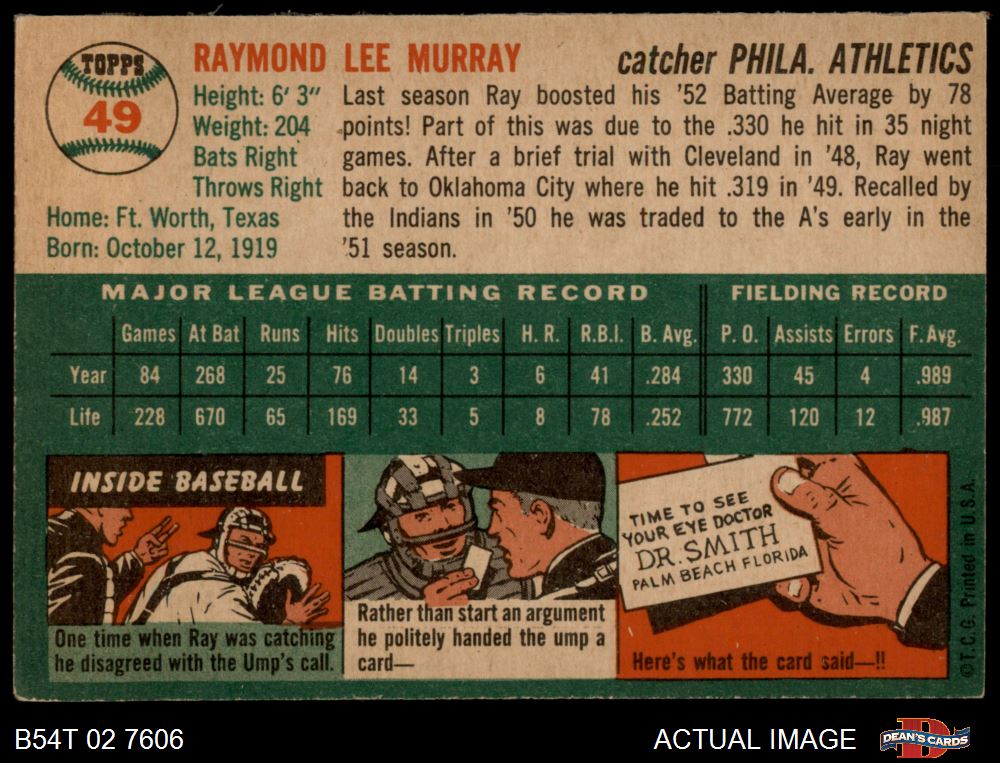 TOPPS
49
RAYMOND LEE MURRAY
catcher PHILA. ATHLETICS
Height: 6' 3"
Weight: 204
Bats Right
Throws Right
Home: Ft. Worth, Texas
Born: October 12, 1919
Last season Ray boosted his '52 Batting Average by 78
points! Part of this was due to the .330 he hit in 35 night
games. After a brief trial with Cleveland in '48, Ray went
back to Oklahoma City where he hit .319 in '49. Recalled by
the Indians in '50 he was traded to the A's early in the
'51 season.
MAJOR LEAGUE BATTING RECORD FIELDING RECORD
Games At Bat Runs Hits Doubles Triples H. R. R.B.I. B. Avg. P. O. Assists Errors F. Avg.
Year 84 268 25 76 14 3 6 41 .284 330 45 4 .989
Life 228 670 65 169 33 5 8 78 .252 772 120 12 .987
INSIDE BASEBALL
One time when Ray was catching
he disagreed with the Ump's call.
Rather than start an argument
he politely handed the ump a
card—
TIME TO SEE
YOUR EYE DOCTOR
DR. SMITH
PALM BEACH FLORIDA
Here's what the card said—!!
© T.C.G. Printed in U.S.A.
B54T 02 7606
ACTUAL IMAGE
D
DEAN'S CARDS